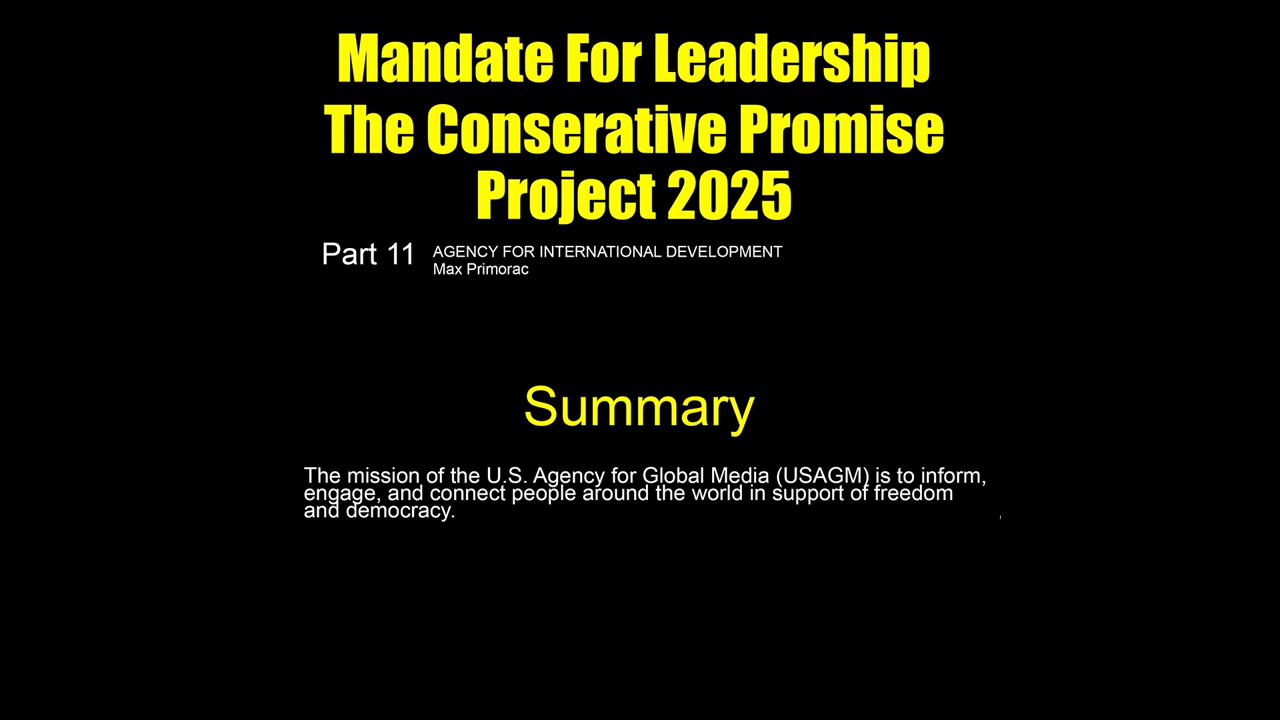 Mandate For Leadership
The Conserative Promise
Project 2025
Part 11
AGENCY FOR INTERNATIONAL DEVELOPMENT
Max Primorac
Summary
The mission of the U.S. Agency for Global Media (USAGM) is to inform,
engage, and connect people around the world in support of freedom
and democracy.